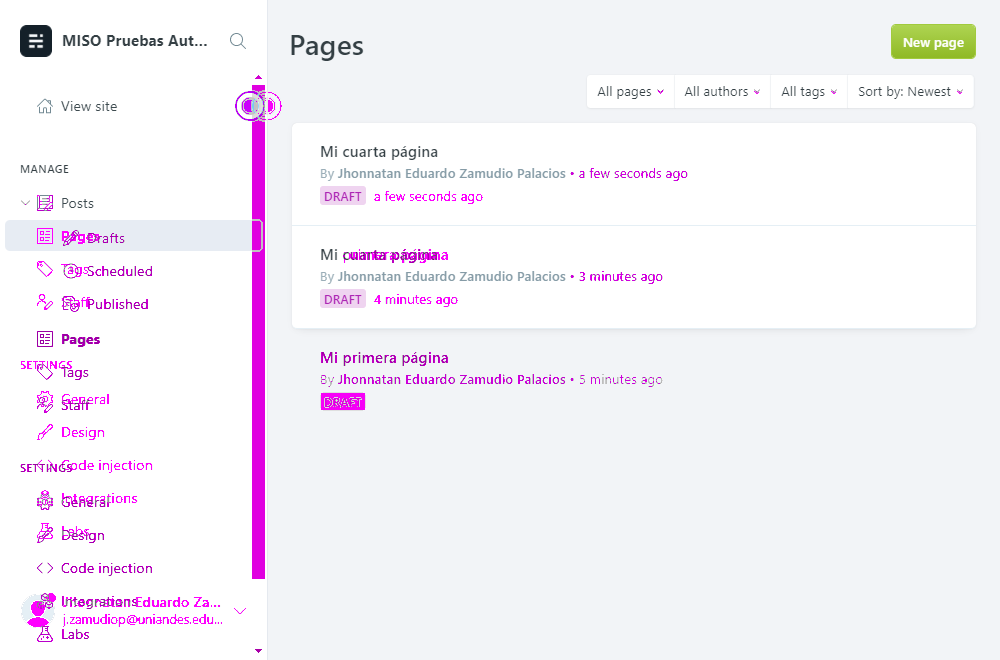 MISO Pruebas Aut...
View site
MANAGE
Posts
Pages
Drafts
Tags
Scheduled
Staff
Published
Pages
SETTINGS
Tags
General
Staff
Design
SETTINGS
Code injection
Integrations
General
Labs
Design
Code injection
Integrations
Jhonnatan Eduardo Za...
j.zamudiop@uniandes.edu...
Labs
Pages
New page
All pages
All authors
All tags
Sort by: Newest
Mi cuarta página
By Jhonnatan Eduardo Zamudio Palacios • a few seconds ago
DRAFT a few seconds ago
Mi cuarta página
By Jhonnatan Eduardo Zamudio Palacios • 3 minutes ago
DRAFT 4 minutes ago
Mi primera página
By Jhonnatan Eduardo Zamudio Palacios • 5 minutes ago
DRAFT